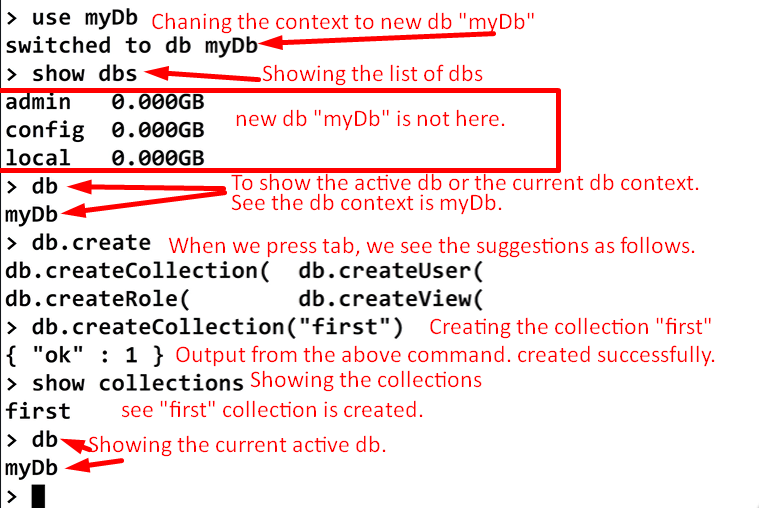 > use myDb Chaning the context to new db "myDb"
switched to db myDb
> show dbs Showing the list of dbs
admin 0.000GB
config 0.000GB new db "myDb" is not here.
local 0.000GB
> db To show the active db or the current db context.
myDb See the db context is myDb.
> db.create When we press tab, we see the suggestions as follows.
db.createCollection( db.createUser(
db.createRole( db.createView(
> db.createCollection("first") Creating the collection "first"
{ "ok" : 1 } Output from the above command. created successfully.
> show collections Showing the collections
first see "first" collection is created.
> db Showing the current active db.
myDb
>